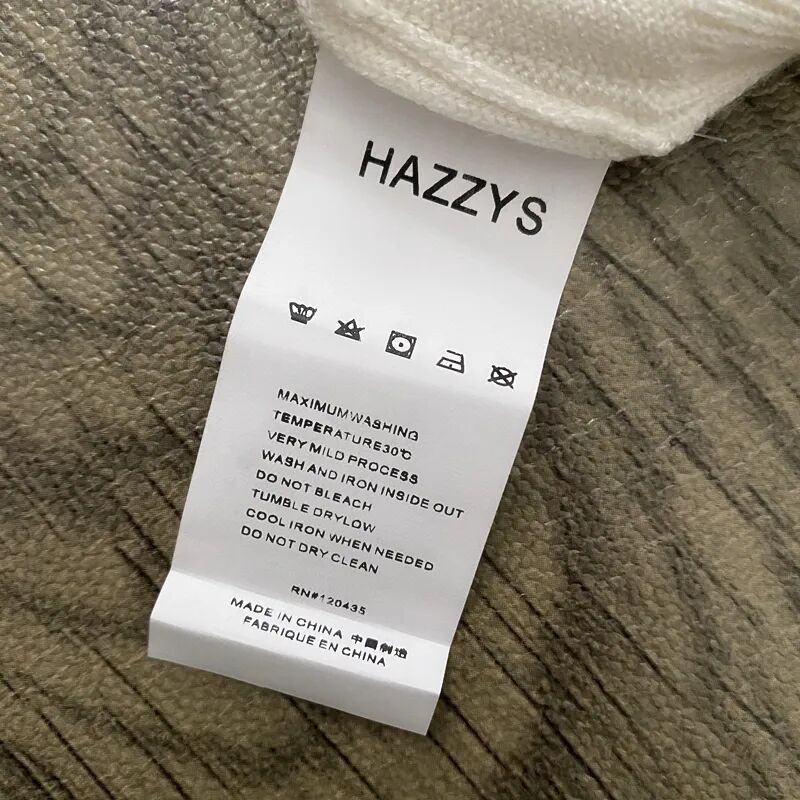 HAZZYS
MAXIMUMWASHING
TEMPERATURE30℃
VERY MILD PROCESS
WASH AND IRON INSIDE OUT
DO NOT BLEACH
TUMBLE DRYLOW
COOL IRON WHEN NEEDED
DO NOT DRY CLEAN
RN#120435
MADE IN CHINA 中國制造
FABRIQUE EN CHINA